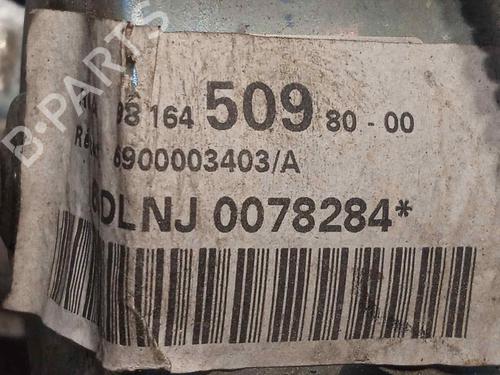 B-PARTS
98 164 509 80 - 00
6900003403/A
DLNJ 0078284*